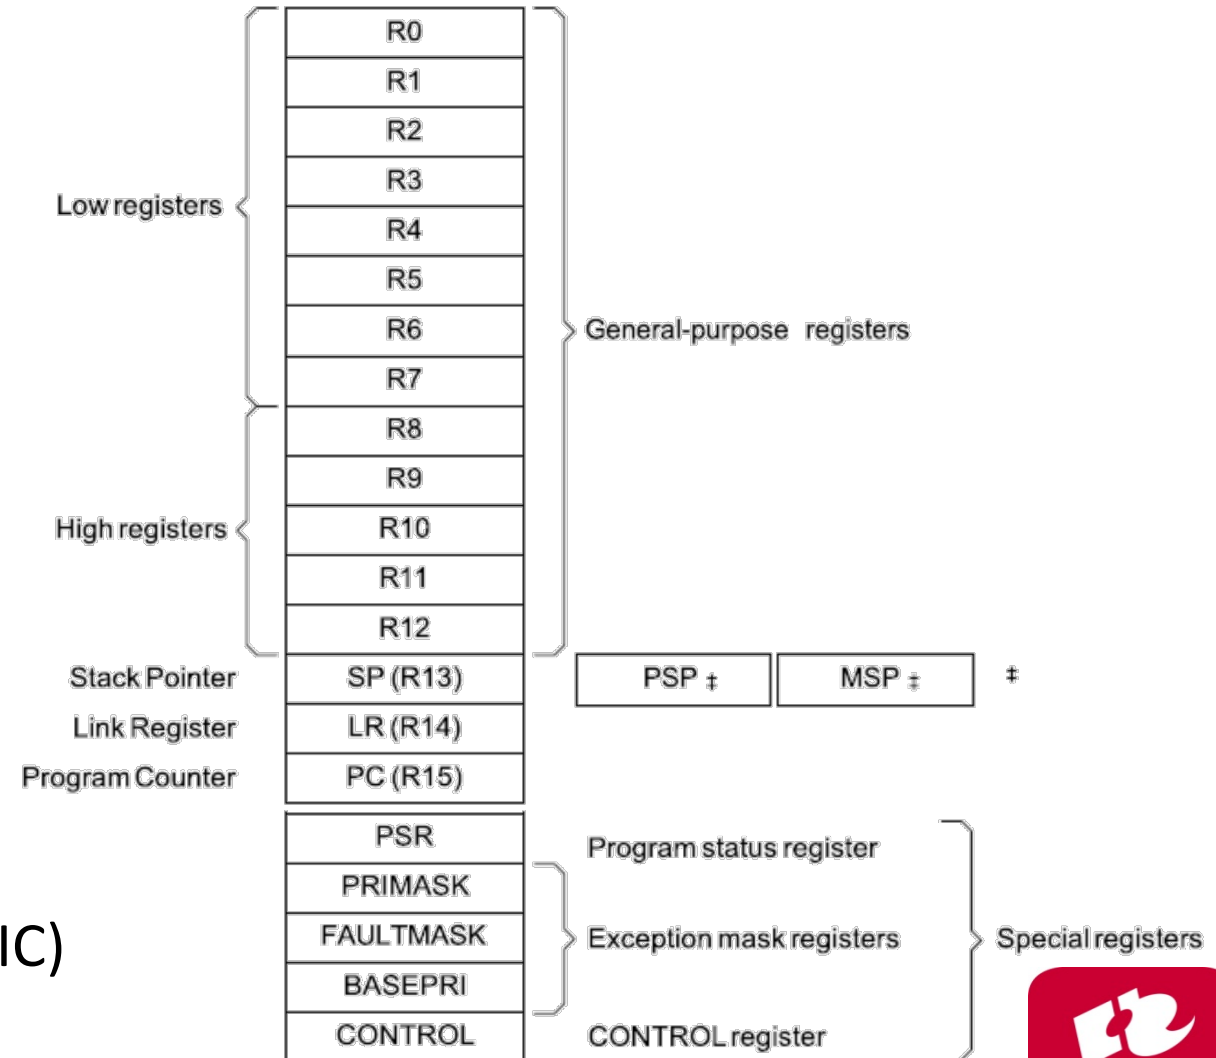 R0
R1
R2
R3
Low registers
R4
R5
R6
General-purpose registers
R7
R8
R9
High registers
R10
R11
R12
Stack Pointer SP (R13) PSP ‡ MSP ‡ ‡
Link Register LR (R14)
Program Counter PC (R15)
PSR Program status register
PRIMASK
IC) FAULTMASK Exception mask registers Special registers
BASEPRI
CONTROL CONTROL register